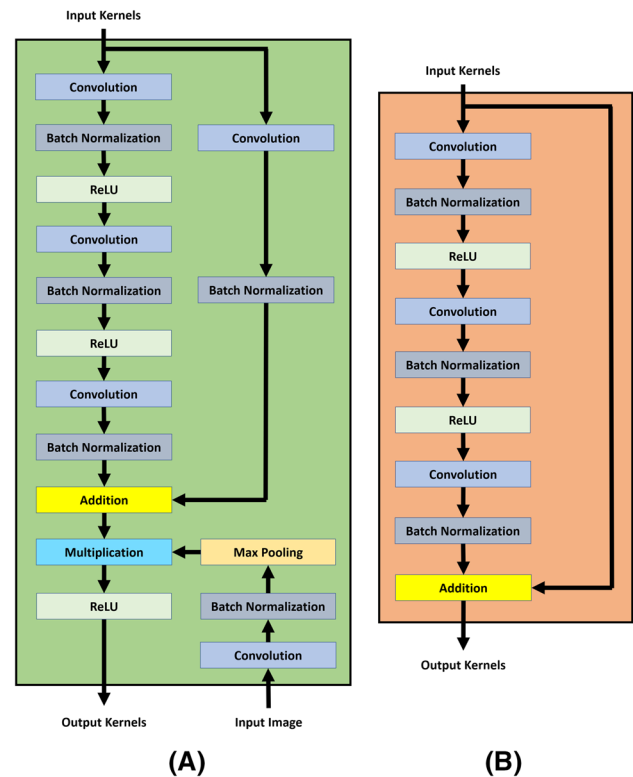 Input Kernels
Convolution
Batch Normalization
ReLU
Convolution
Batch Normalization
ReLU
Convolution
Batch Normalization
Addition
Multiplication
ReLU
Output Kernels
Convolution
Batch Normalization
Max Pooling
Batch Normalization
Convolution
Input Image
(A)
Input Kernels
Convolution
Batch Normalization
ReLU
Convolution
Batch Normalization
ReLU
Convolution
Batch Normalization
Addition
Output Kernels
(B)